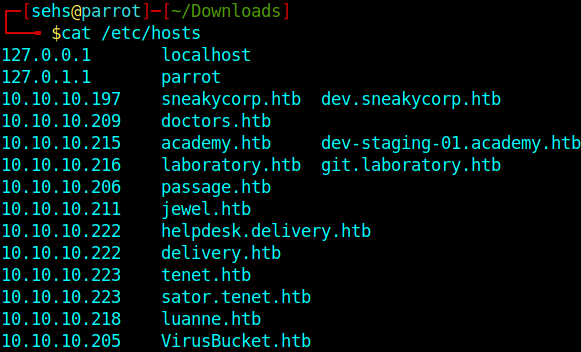 ┌─[sehs@parrot]─[~/Downloads]
└──╼ $cat /etc/hosts
127.0.0.1 localhost
127.0.1.1 parrot
10.10.10.197 sneakycorp.htb dev.sneakycorp.htb
10.10.10.209 doctors.htb
10.10.10.215 academy.htb dev-staging-01.academy.htb
10.10.10.216 laboratory.htb git.laboratory.htb
10.10.10.206 passage.htb
10.10.10.211 jewel.htb
10.10.10.222 helpdesk.delivery.htb
10.10.10.222 delivery.htb
10.10.10.223 tenet.htb
10.10.10.223 sator.tenet.htb
10.10.10.218 luanne.htb
10.10.10.205 VirusBucket.htb